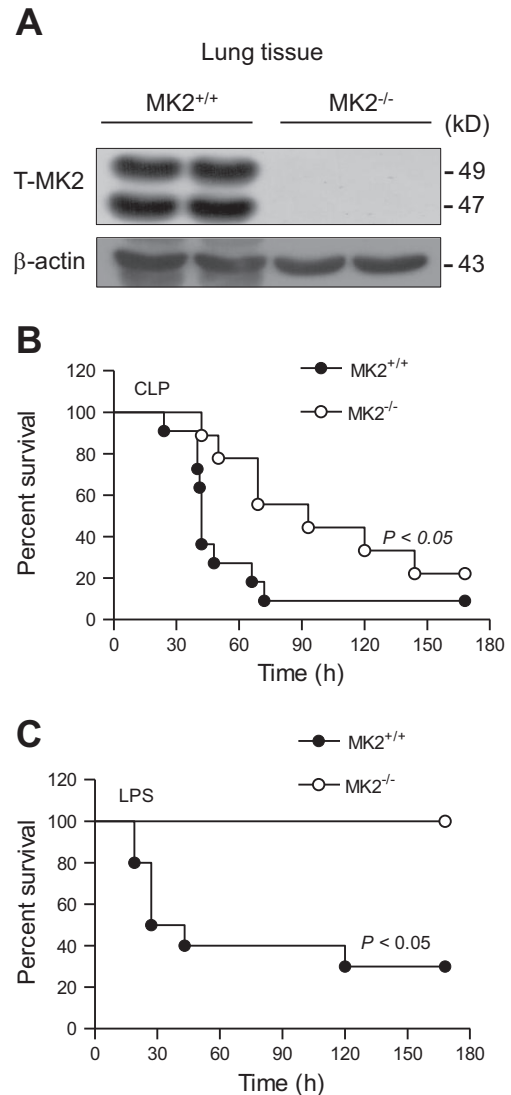 A
Lung tissue
MK2+/+ MK2-/-
(kD)
T-MK2
- 49
- 47
β-actin
- 43
B
CLP
MK2+/+
MK2-/-
Percent survival
120
100
80
60
40
20
0
P < 0.05
0 30 60 90 120 150 180
Time (h)
C
MK2+/+
MK2-/-
LPS
Percent survival
120
100
80
60
40
20
0
P < 0.05
0 30 60 90 120 150 180
Time (h)